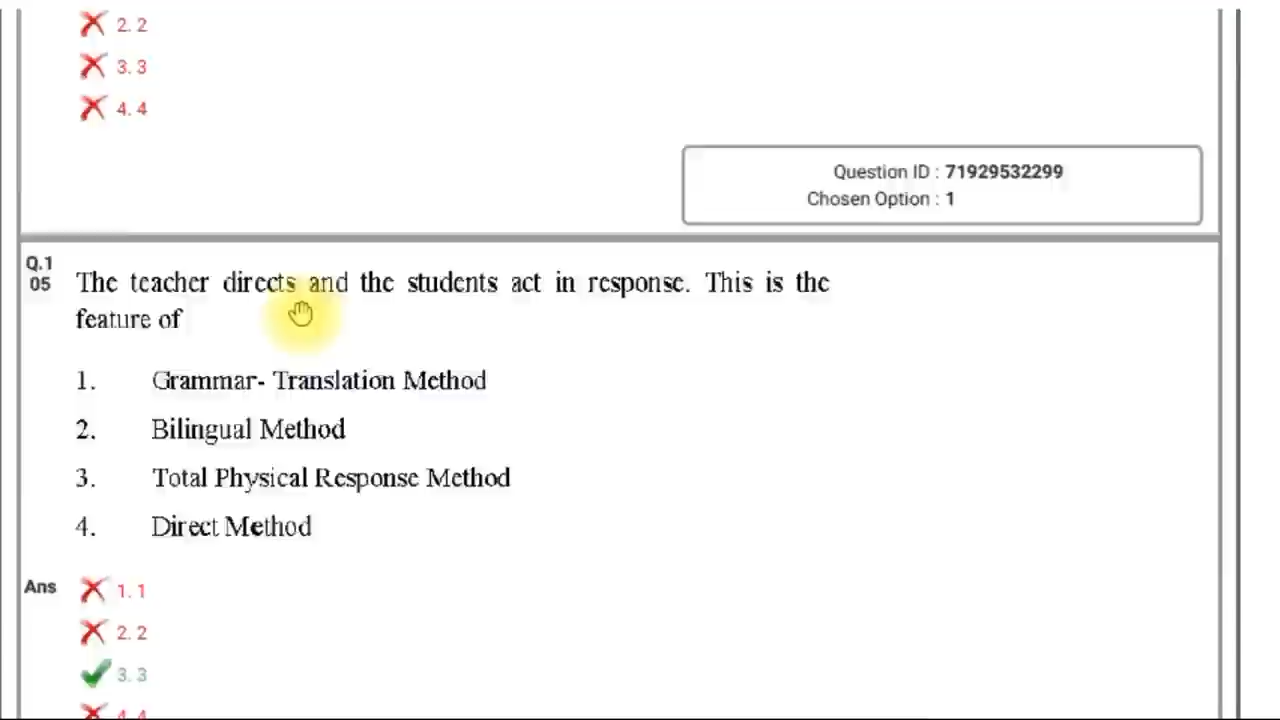 2. 2
3. 3
4. 4
Question ID : 71929532299
Chosen Option : 1
Q.1
05
The teacher directs and the students act in response. This is the
feature of
1. Grammar- Translation Method
2. Bilingual Method
3. Total Physical Response Method
4. Direct Method
Ans
1. 1
2. 2
3. 3
4. 4